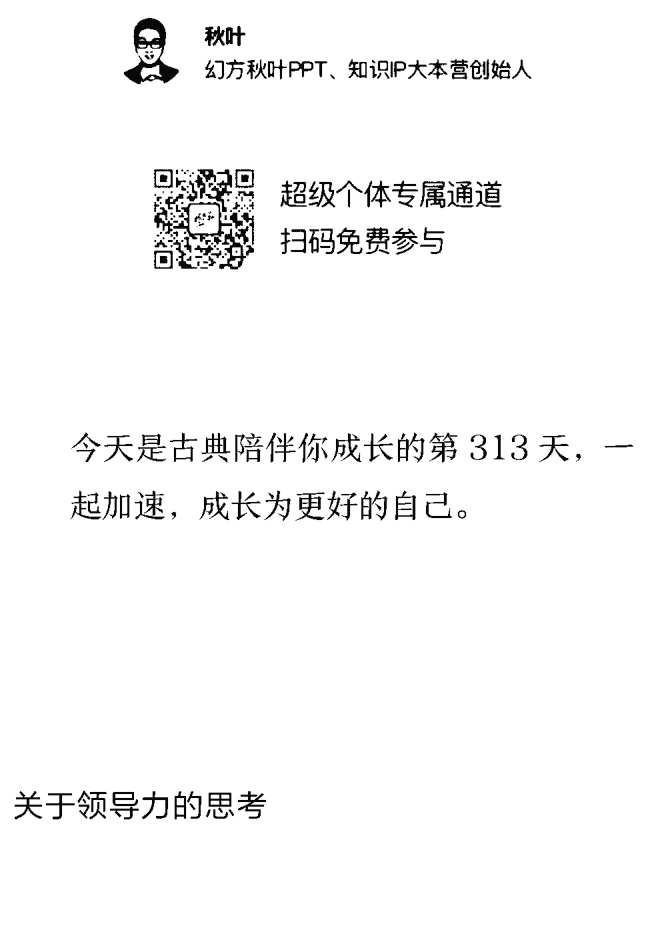 秋叶
幻方秋叶PPT、知识IP大本营创始人
超级个体专属通道
扫码免费参与
今天是古典陪伴你成长的第 313 天，一
起加速，成长为更好的自己。
关于领导力的思考